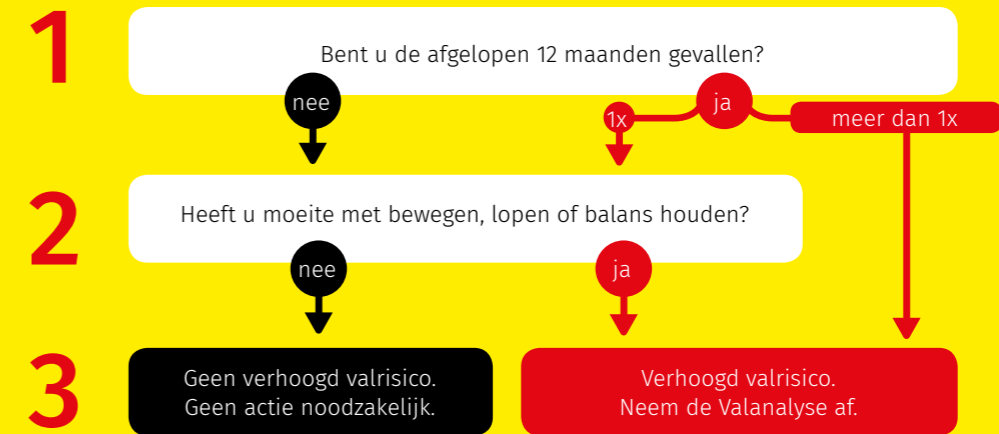 1
Bent u de afgelopen 12 maanden gevallen?
nee
1x
ja
meer dan 1x
2
Heeft u moeite met bewegen, lopen of balans houden?
nee
ja
3
Geen verhoogd valrisico.
Geen actie noodzakelijk.
Verhoogd valrisico.
Neem de Valanalyse af.